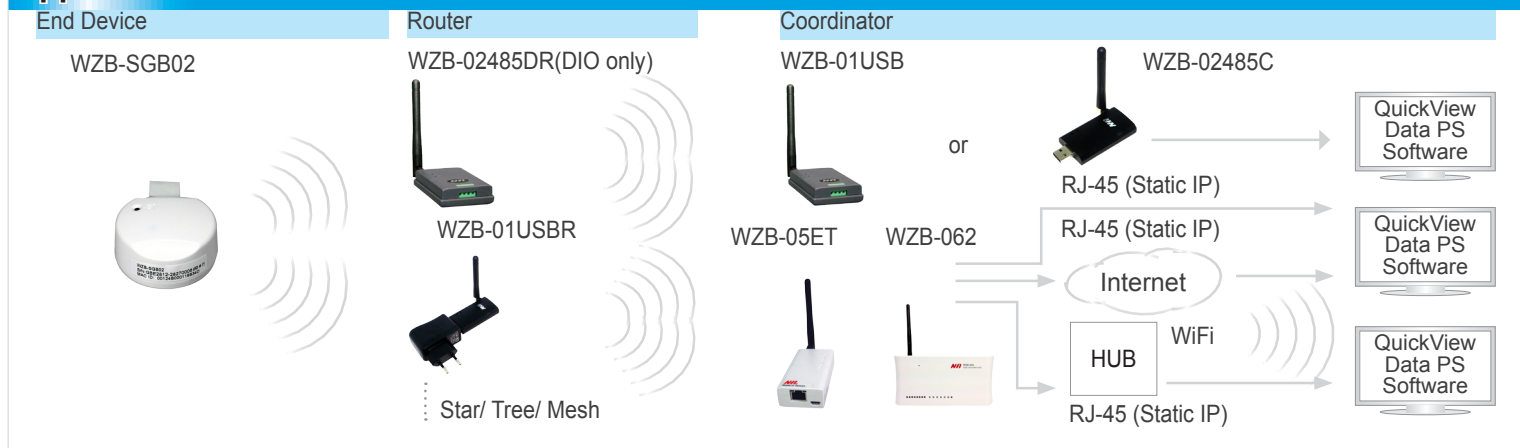 End Device
WZB-SGB02
Router
WZB-02485DR(DIO only)
WZB-01USBR
Star/ Tree/ Mesh
Coordinator
WZB-01USB
or
WZB-02485C
WZB-05ET
WZB-062
RJ-45 (Static IP)
RJ-45 (Static IP)
Internet
HUB
WiFi
RJ-45 (Static IP)
QuickView
Data PS
Software
QuickView
Data PS
Software
QuickView
Data PS
Software